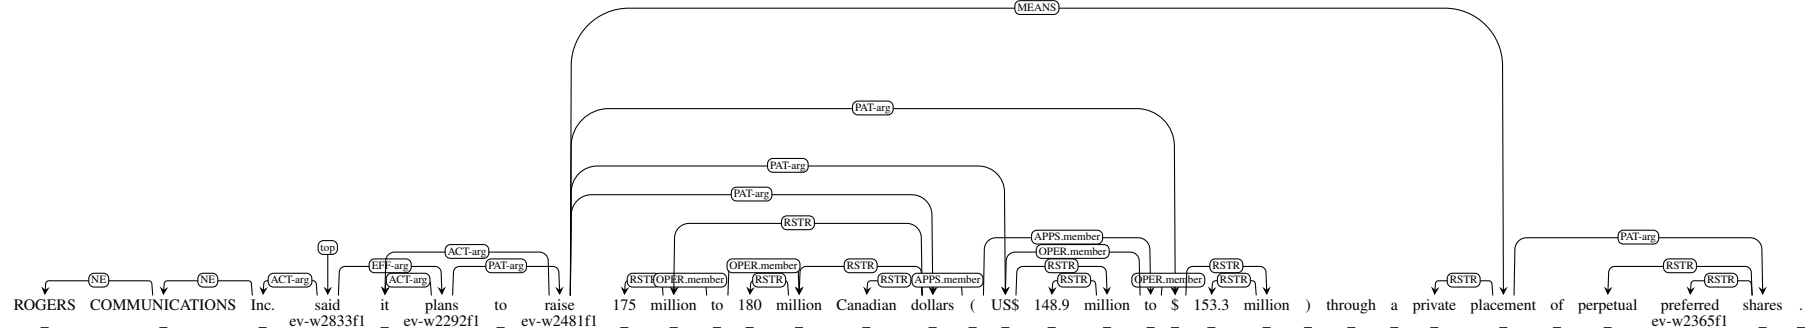 MEANS
PAT-arg
PAT-arg
PAT-arg
RSTR
APPS.member
PAT-arg
top
ACT-arg
OPER.member
EFF-arg
PAT-arg
OPER.member
RSTR
RSTR
RSTR
RSTR
NE
NE
ACT-arg
ACT-arg
OPER.member
RSTR
RSTR
APPS.member
RSTR
OPER.member
RSTR
RSTR
RSTR
ROGERS COMMUNICATIONS Inc. said it plans to raise 175 million to 180 million Canadian dollars ( US$ 148.9 million to $ 153.3 million ) through a private placement of perpetual preferred shares .
_ _ _ ev-w2833f1 _ ev-w2292f1 _ ev-w2481f1 _ _ _ _ _ _ _ _ _ _ _ _ _ _ _ _ _ _ _ _ _ _ ev-w2365f1 _ _